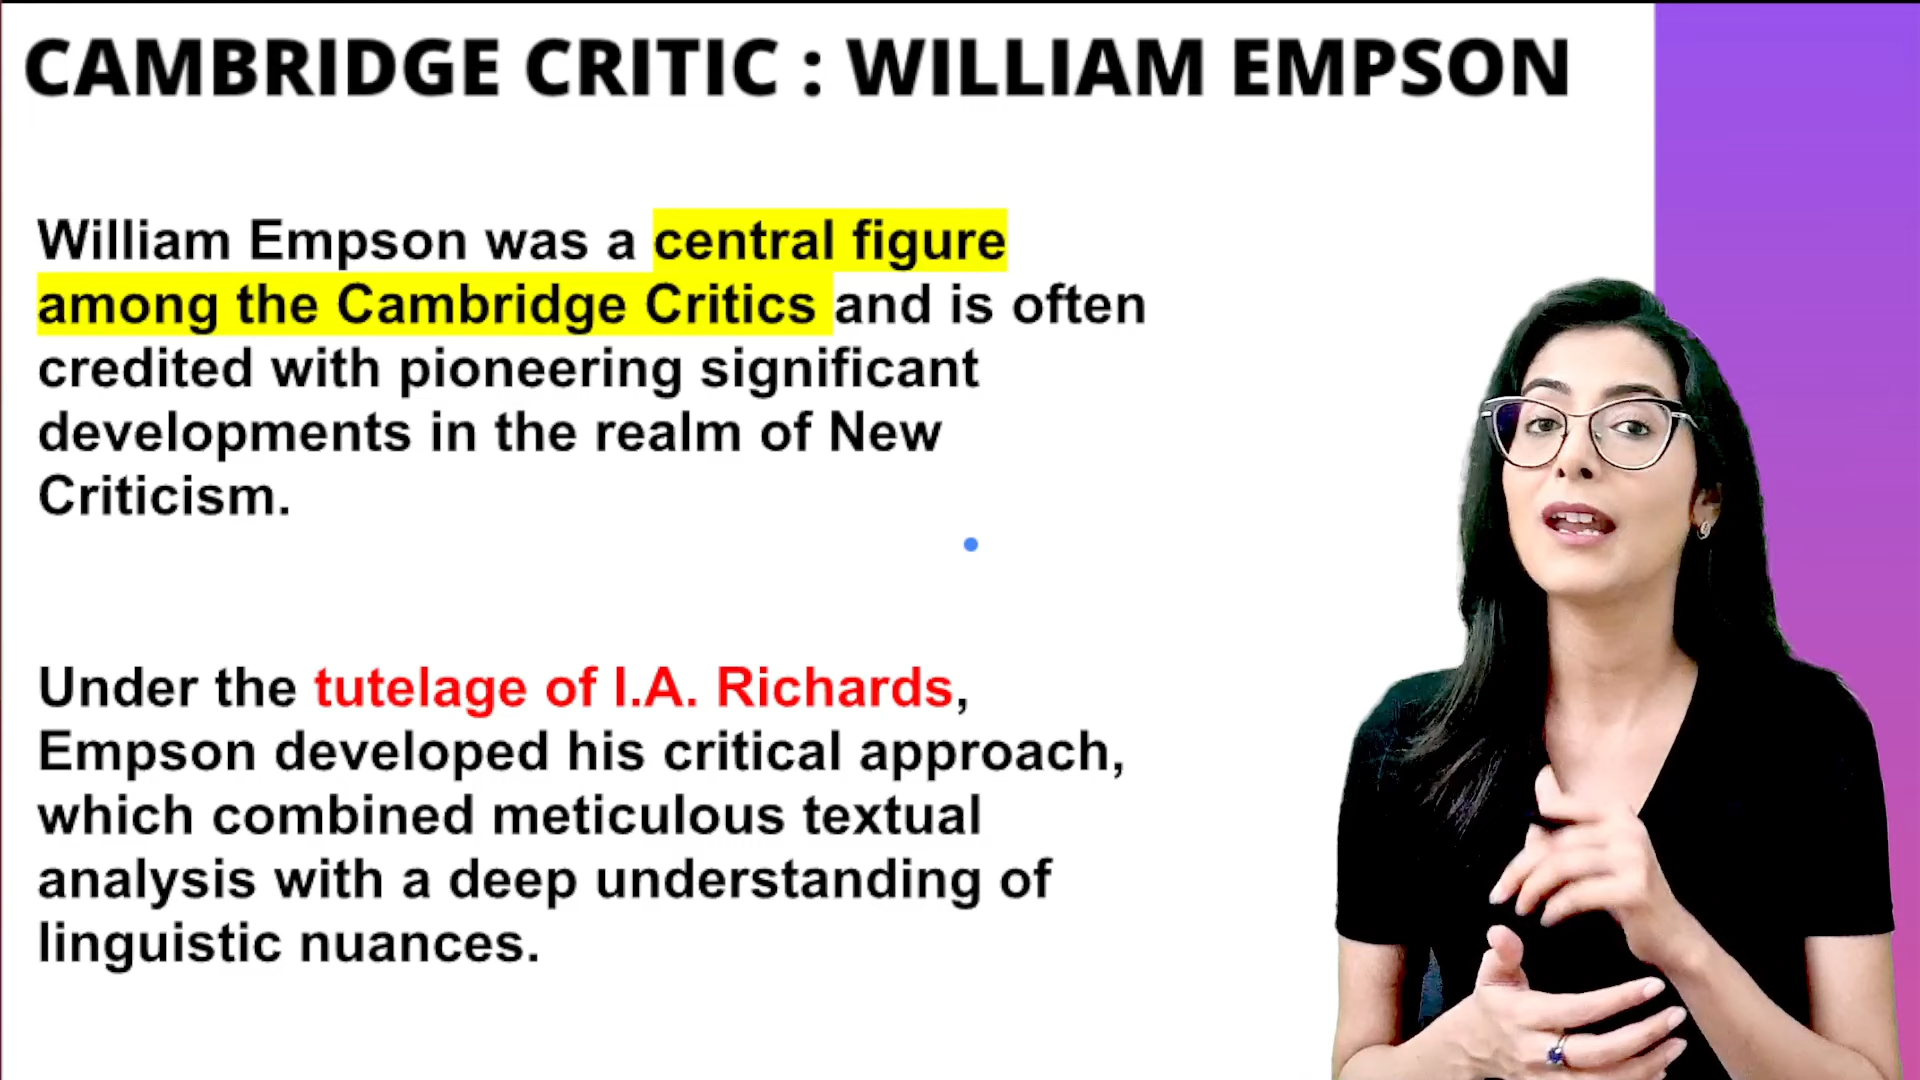 CAMBRIDGE CRITIC : WILLIAM EMPSON
William Empson was a central figure
among the Cambridge Critics and is often
credited with pioneering significant
developments in the realm of New
Criticism.
Under the tutelage of I.A. Richards,
Empson developed his critical approach,
which combined meticulous textual
analysis with a deep understanding of
linguistic nuances.